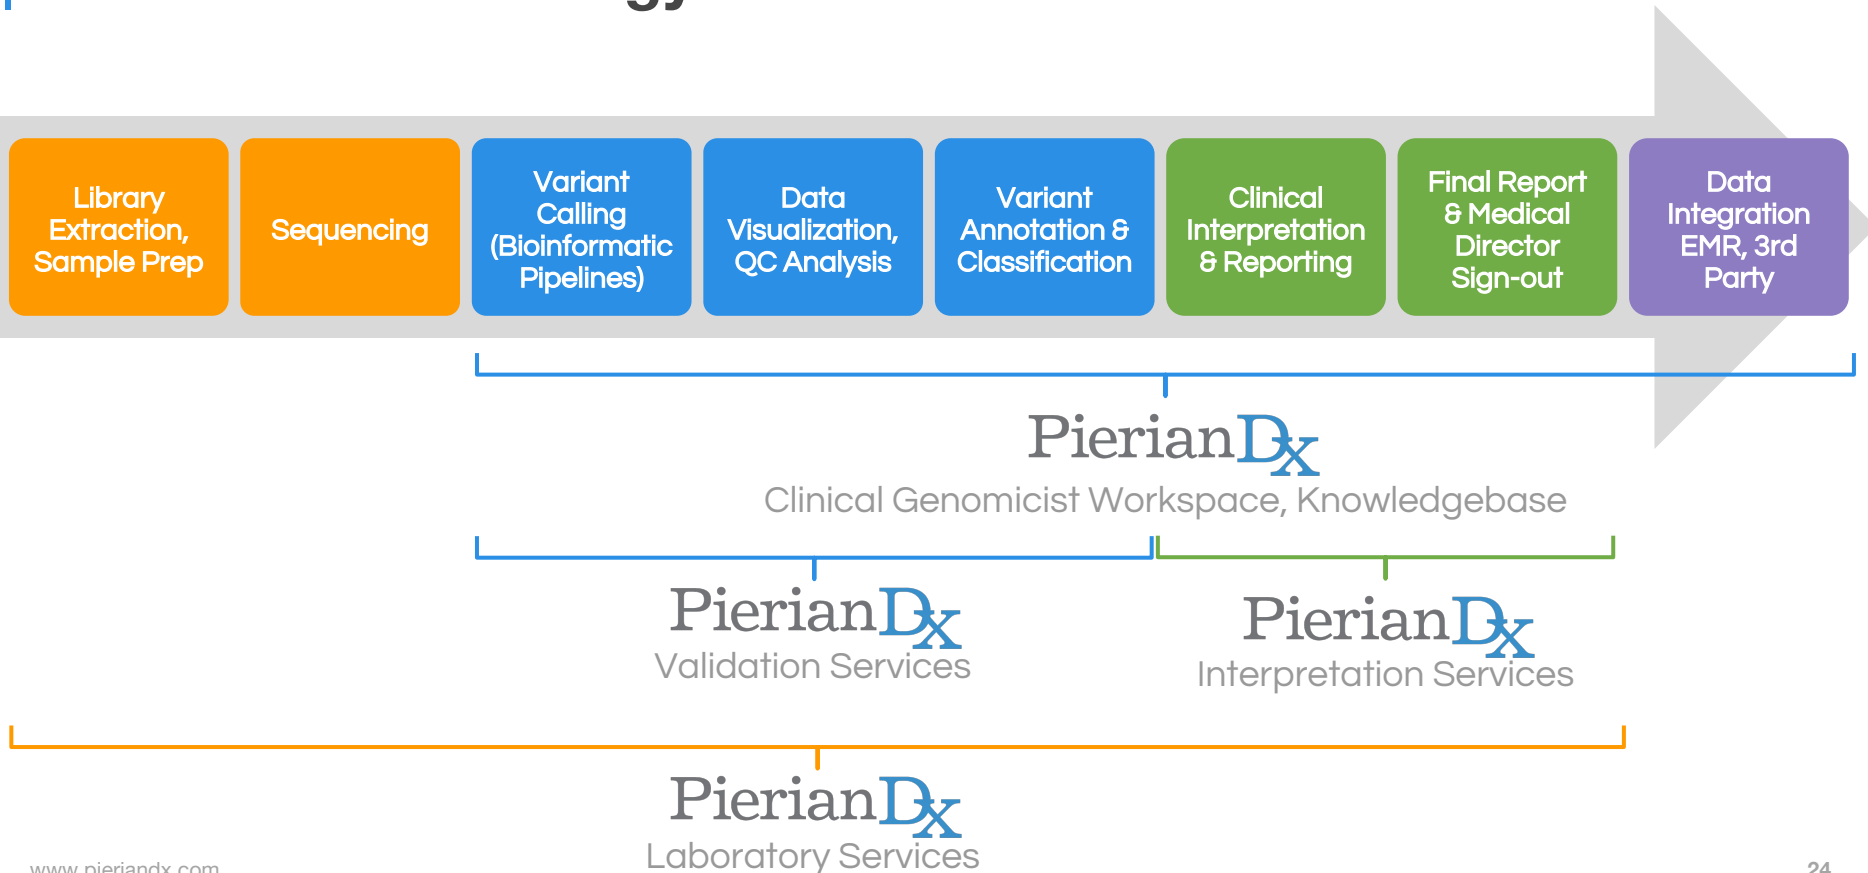 Library
Extraction,
Sample Prep
Sequencing
Variant
Calling
(Bioinformatic
Pipelines)
Data
Visualization,
QC Analysis
Variant
Annotation &
Classification
Clinical
Interpretation
& Reporting
Final Report
& Medical
Director
Sign-out
Data
Integration
EMR, 3rd
Party
PierianDx
Clinical Genomicist Workspace, Knowledgebase
PierianDx
Validation Services
PierianDx
Interpretation Services
PierianDx
Laboratory Services
www.pieriandx.com
24